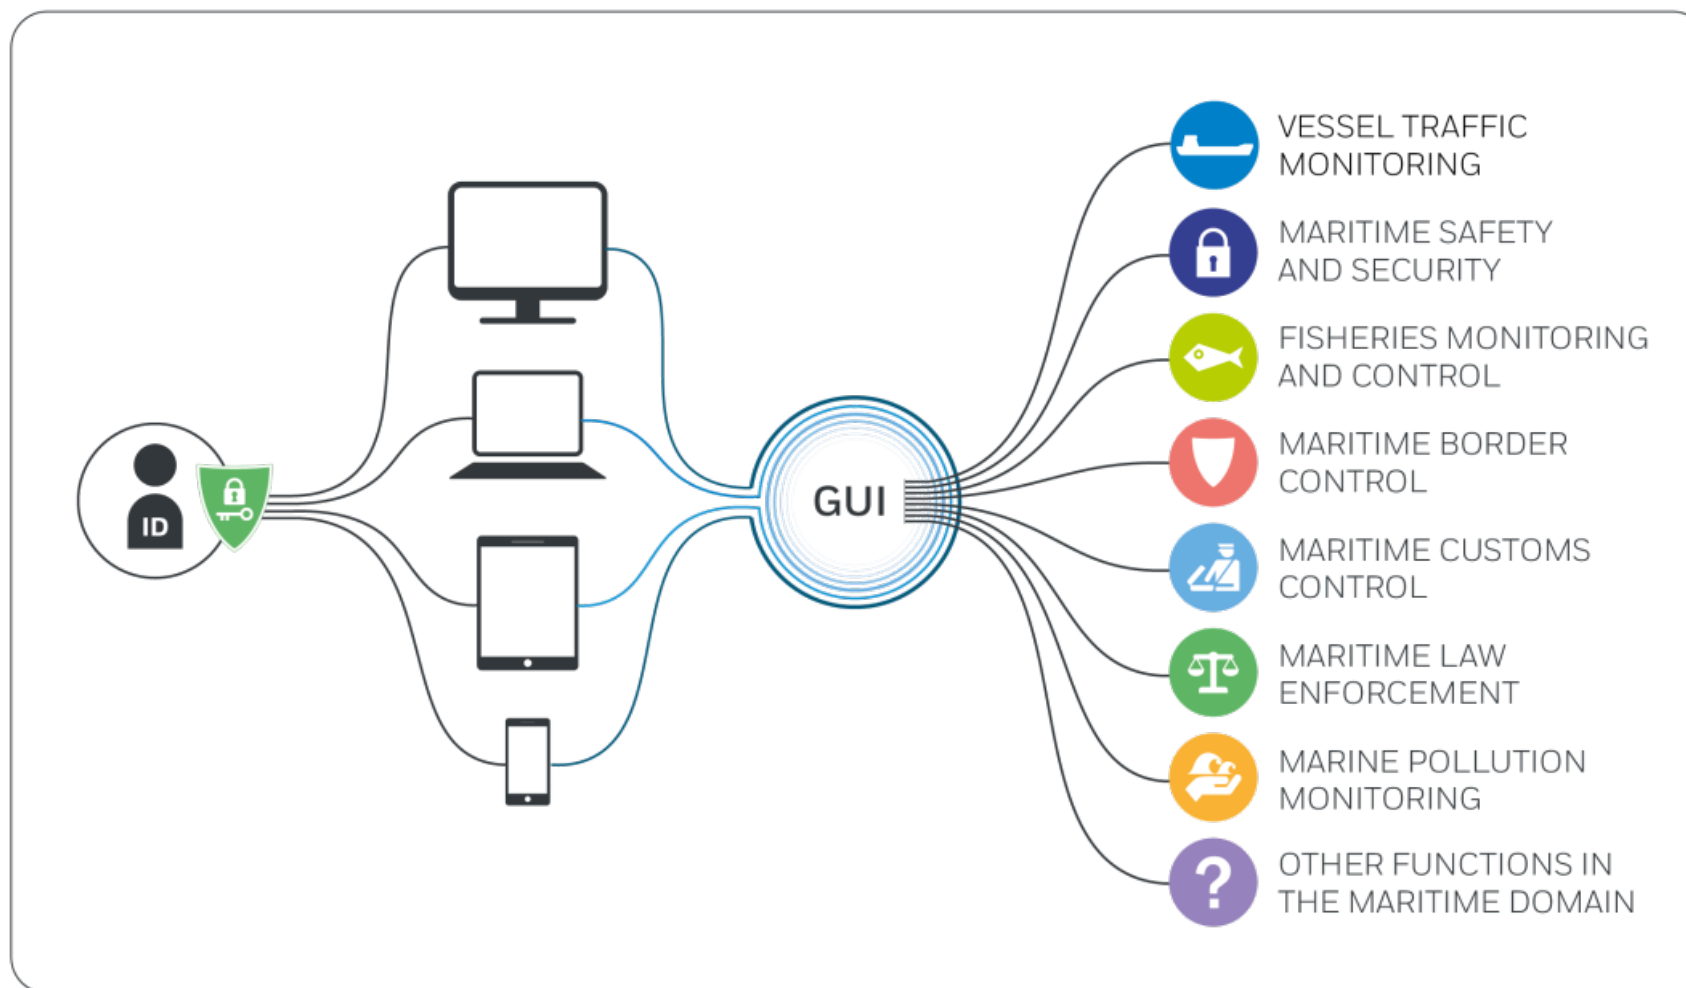 ID
GUI
VESSEL TRAFFIC
MONITORING
MARITIME SAFETY
AND SECURITY
FISHERIES MONITORING
AND CONTROL
MARITIME BORDER
CONTROL
MARITIME CUSTOMS
CONTROL
MARITIME LAW
ENFORCEMENT
MARINE POLLUTION
MONITORING
?
OTHER FUNCTIONS IN
THE MARITIME DOMAIN